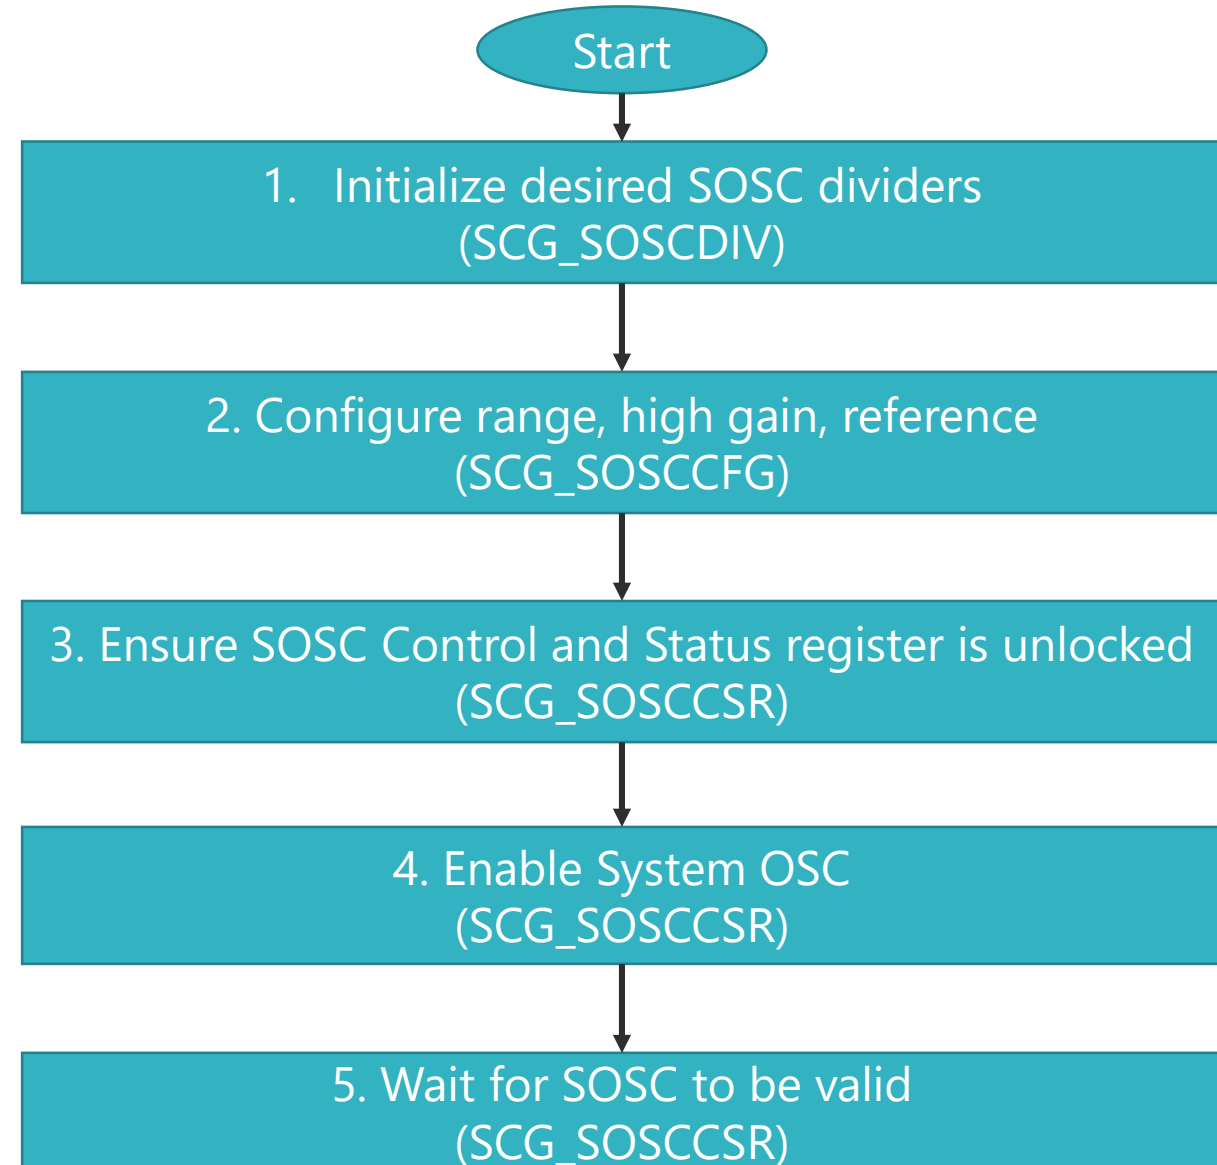 Start
1. Initialize desired SOSC dividers
(SCG_SOSCDIV)
2. Configure range, high gain, reference
(SCG_SOSCCFG)
3. Ensure SOSC Control and Status register is unlocked
(SCG_SOSCCSR)
4. Enable System OSC
(SCG_SOSCCSR)
5. Wait for SOSC to be valid
(SCG_SOSCCSR)